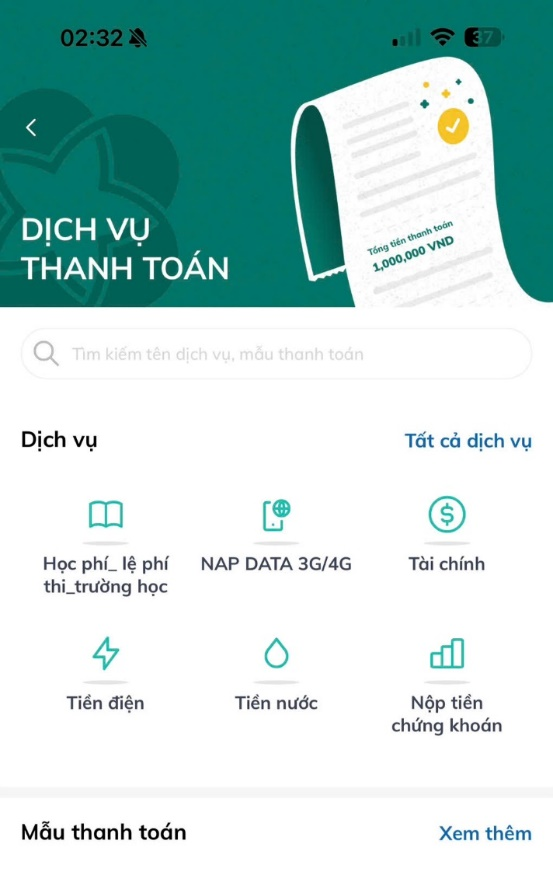 02:32
37
DỊCH VỤ
THANH TOÁN
Tổng tiền thanh toán
1,000,000 VND
Tìm kiếm tên dịch vụ, mẫu thanh toán
Dịch vụ
Tất cả dịch vụ
Học phí_ lệ phí
thi_trường học
NAP DATA 3G/4G
Tài chính
Tiền điện
Tiền nước
Nộp tiền
chứng khoán
Mẫu thanh toán
Xem thêm